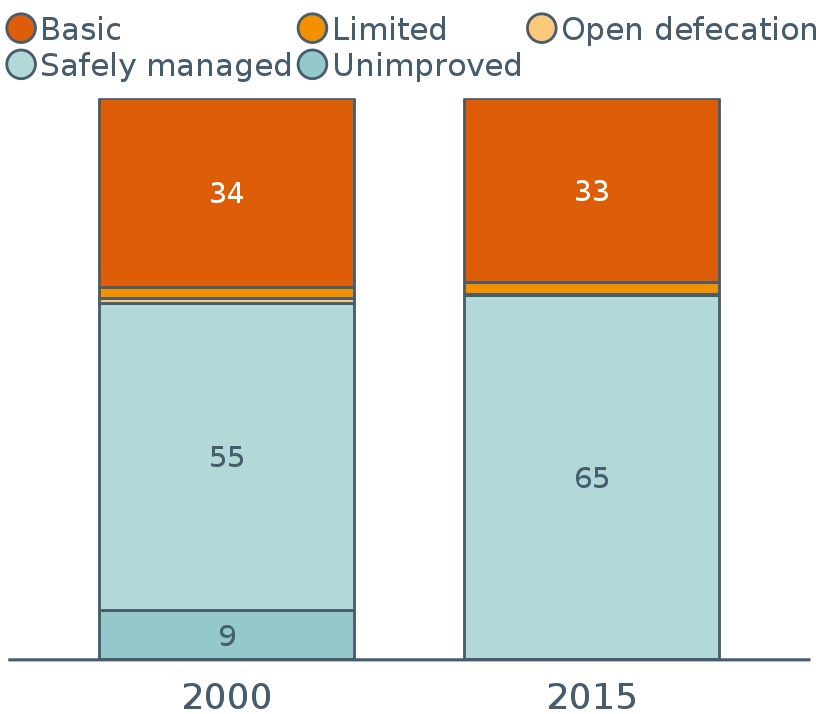 Basic Limited Open defecation
Safely managed Unimproved
34 33
55 65
9
2000 2015